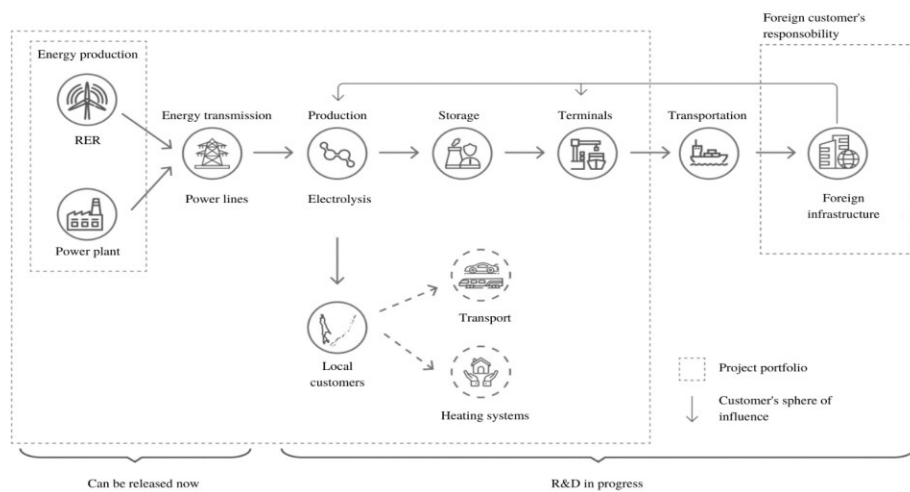 Foreign customer's
responsobility
Energy production
RER
Energy transmission
Production
Storage
Terminals
Transportation
Power lines
Electrolysis
Foreign
infrastructure
Power plant
Transport
Local
customers
Heating systems
Project portfolio
Customer's sphere of
influence
Can be released now
R&D in progress